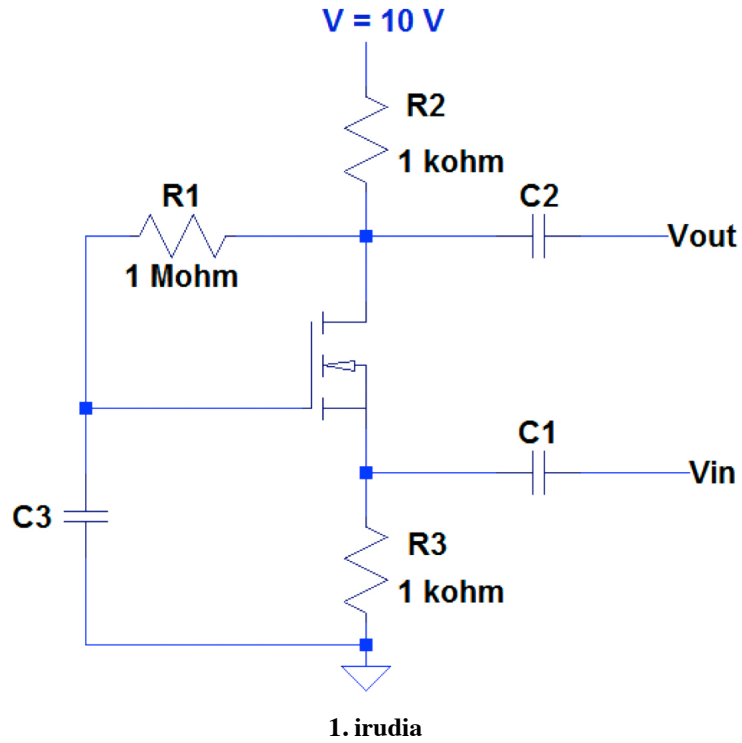 V = 10 V
R2
1 kohm
R1
1 Mohm
C2
Vout
C1
Vin
C3
R3
1 kohm
1. irudia